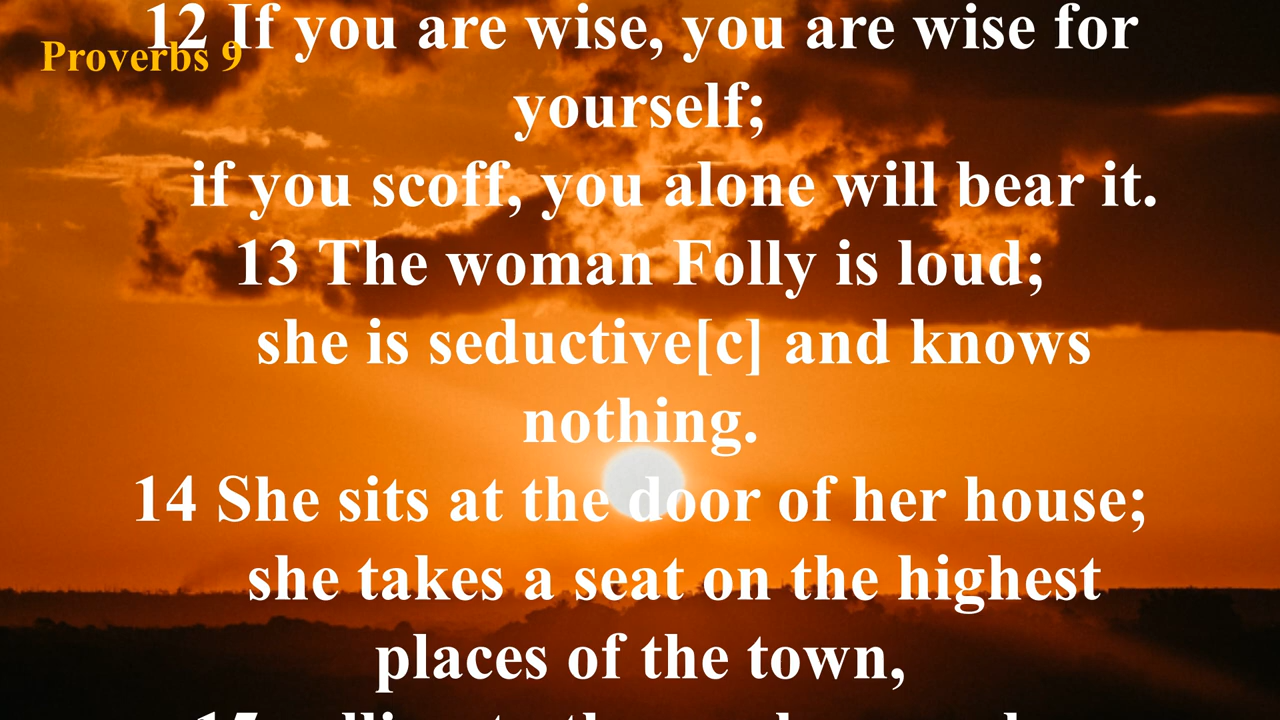 Proverbs 9
12 If you are wise, you are wise for
yourself;
if you scoff, you alone will bear it.
13 The woman Folly is loud;
she is seductive[c] and knows
nothing.
14 She sits at the door of her house;
she takes a seat on the highest
places of the town,